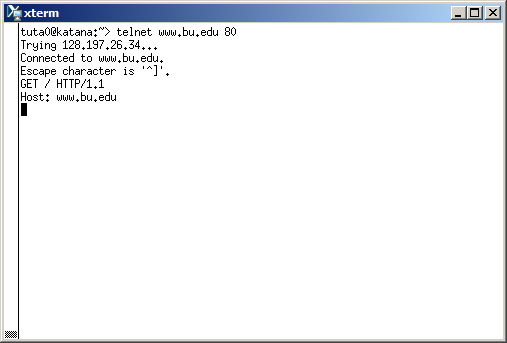 xterm
tuta0@katana:~> telnet www.bu.edu 80
Trying 128.197.26.34...
Connected to www.bu.edu.
Escape character is '^]'.
GET / HTTP/1.1
Host: www.bu.edu